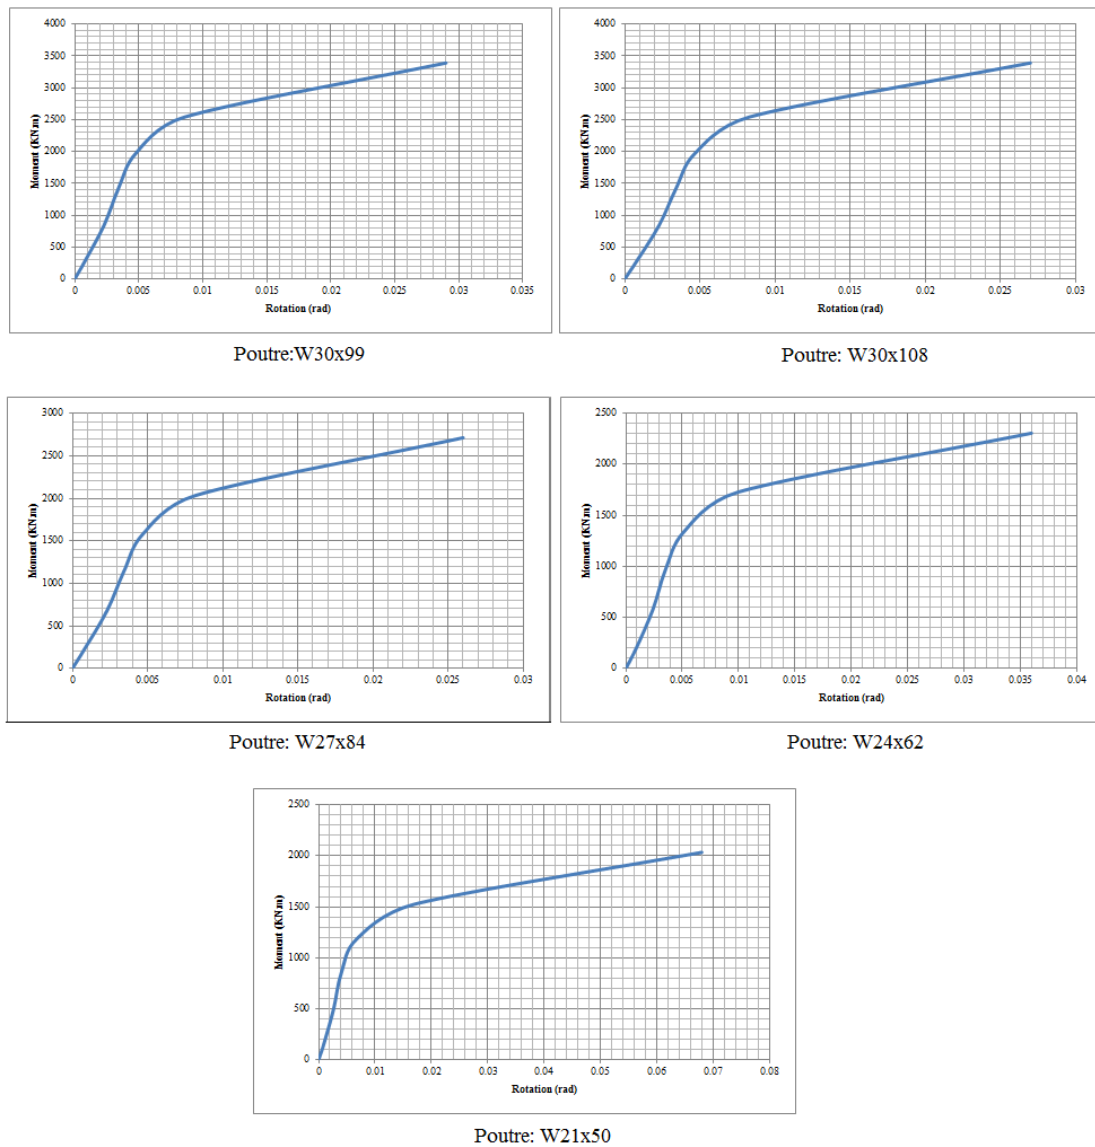 4000
3500
3000
2500
2000
1500
1000
500
0
Moment (KN.m)
0 0.005 0.01 0.015 0.02 0.025 0.03 0.035
Rotation (rad)
Poutre:W30x99
4000
3500
3000
2500
2000
1500
1000
500
0
Moment (KN.m)
0 0.005 0.01 0.015 0.02 0.025 0.03
Rotation (rad)
Poutre: W30x108
3000
2500
2000
1500
1000
500
0
Moment (KN.m)
0 0.005 0.01 0.015 0.02 0.025 0.03
Rotation (rad)
Poutre: W27x84
2500
2000
1500
1000
500
0
Moment (KN.m)
0 0.005 0.01 0.015 0.02 0.025 0.03 0.035 0.04
Rotation (rad)
Poutre: W24x62
2500
2000
1500
1000
500
0
Moment (KN.m)
0 0.01 0.02 0.03 0.04 0.05 0.06 0.07 0.08
Rotation (rad)
Poutre: W21x50